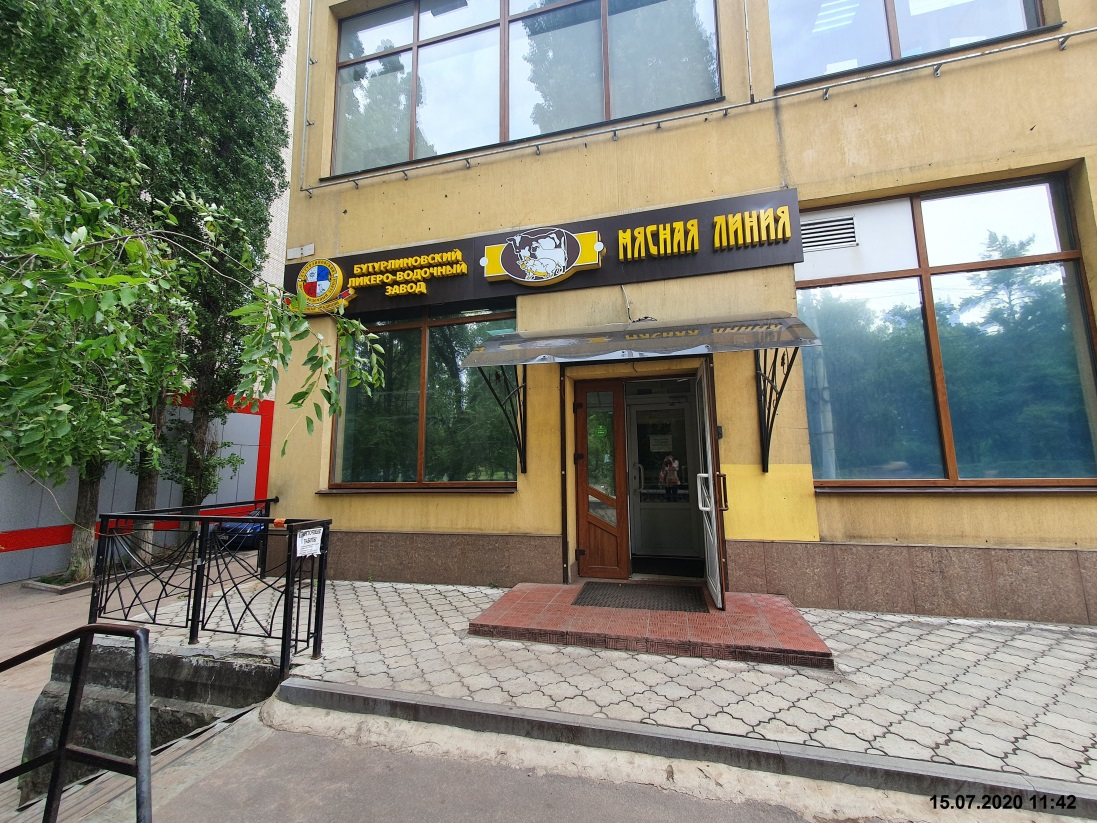 БУТУРЛИНОВСКИЙ
ЛИКЕРО-ВОДОЧНЫЙ
ЗАВОД
МЯСНАЯ ЛИНИЯ
15.07.2020 11:42